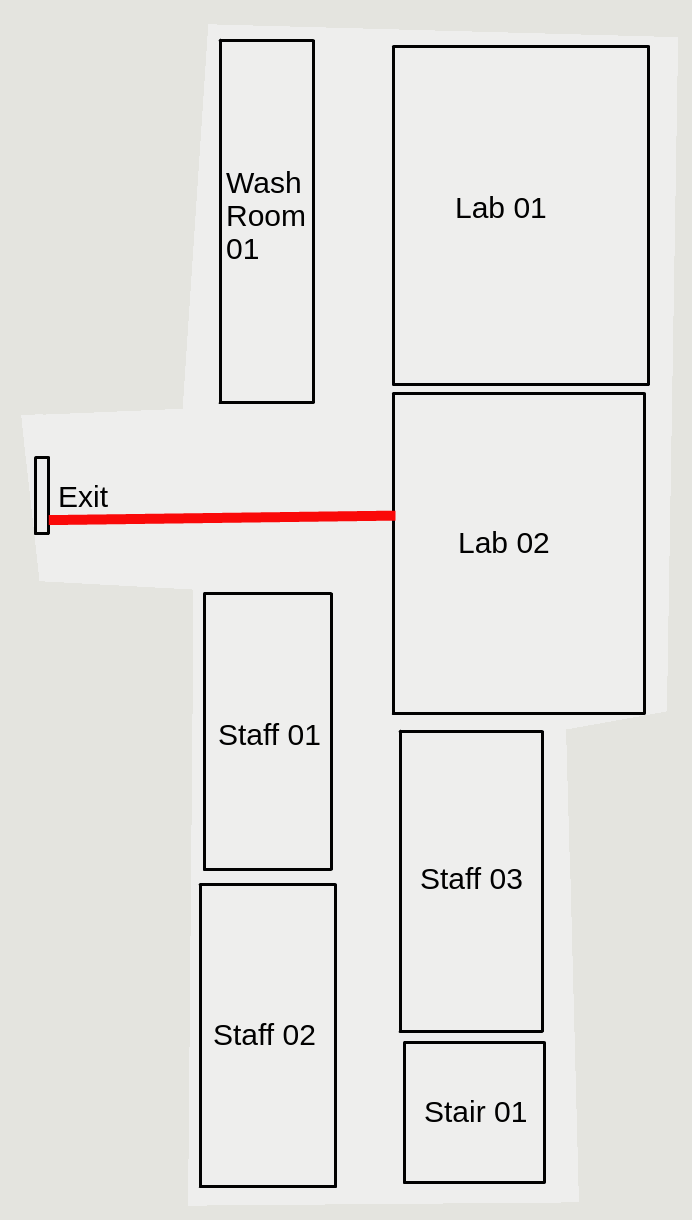 Wash
Room
01
Lab 01
Exit
Lab 02
Staff 01
Staff 03
Staff 02
Stair 01